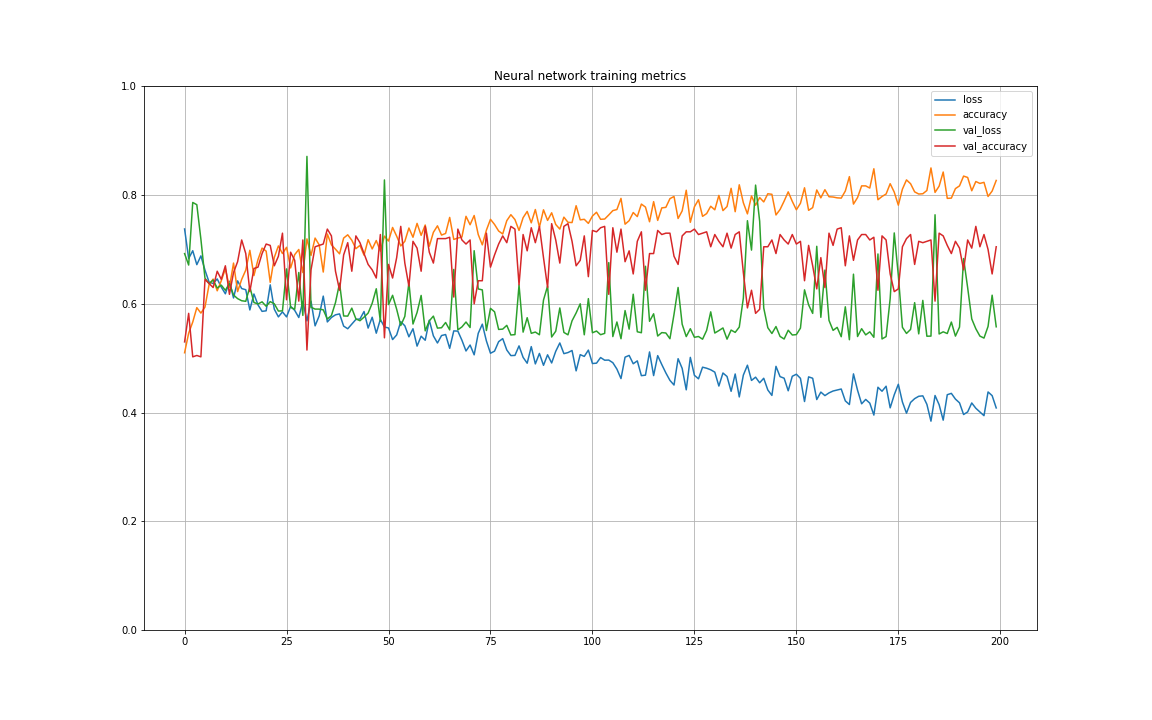 Neural network training metrics
loss
accuracy
val_loss
val_accuracy
1.0
0.8
0.6
0.4
0.2
0.0
0 25 50 75 100 125 150 175 200